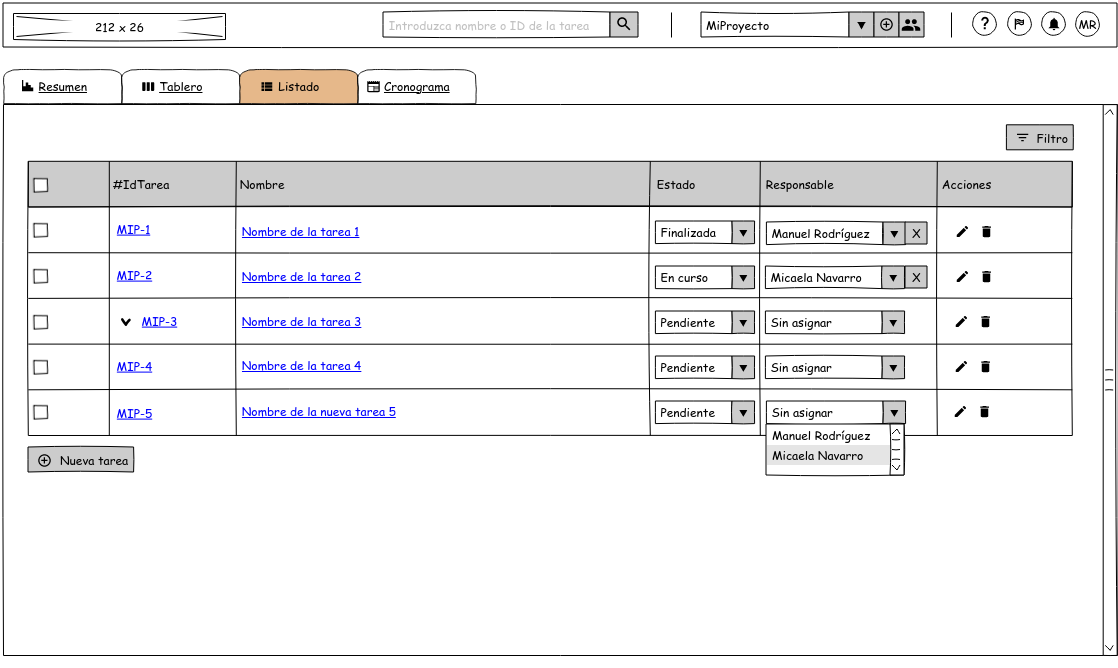 212 x 26
Introduzca nombre o ID de la tarea
MiProyecto
?
MR
Resumen
Tablero
Listado
Cronograma
Filtro
#IdTarea Nombre Estado Responsable Acciones
MIP-1 Nombre de la tarea 1 Finalizada Manuel Rodríguez X
MIP-2 Nombre de la tarea 2 En curso Micaela Navarro X
MIP-3 Nombre de la tarea 3 Pendiente Sin asignar
MIP-4 Nombre de la tarea 4 Pendiente Sin asignar
MIP-5 Nombre de la nueva tarea 5 Pendiente Sin asignar
Manuel Rodríguez
Micaela Navarro
Nueva tarea